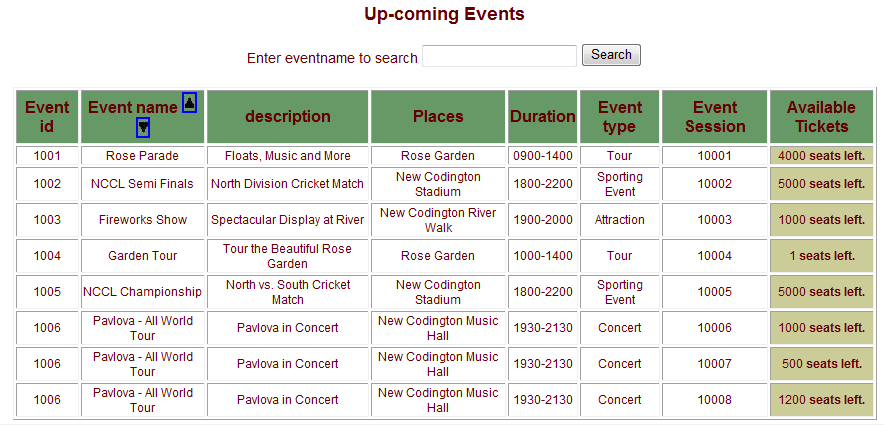 Up-coming Events
Enter eventname to search Search
Event id Event name ▲ ▼ description Places Duration Event type Event Session Available Tickets
1001 Rose Parade Floats, Music and More Rose Garden 0900-1400 Tour 10001 4000 seats left.
1002 NCCL Semi Finals North Division Cricket Match New Codington Stadium 1800-2200 Sporting Event 10002 5000 seats left.
1003 Fireworks Show Spectacular Display at River New Codington River Walk 1900-2000 Attraction 10003 1000 seats left.
1004 Garden Tour Tour the Beautiful Rose Garden Rose Garden 1000-1400 Tour 10004 1 seats left.
1005 NCCL Championship North vs. South Cricket Match New Codington Stadium 1800-2200 Sporting Event 10005 5000 seats left.
1006 Pavlova - All World Tour Pavlova in Concert New Codington Music Hall 1930-2130 Concert 10006 1000 seats left.
1006 Pavlova - All World Tour Pavlova in Concert New Codington Music Hall 1930-2130 Concert 10007 500 seats left.
1006 Pavlova - All World Tour Pavlova in Concert New Codington Music Hall 1930-2130 Concert 10008 1200 seats left.